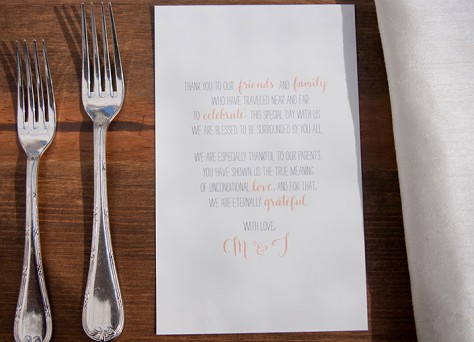 THANK YOU TO OUR friends AND family
WHO HAVE TRAVELED NEAR AND FAR
TO celebrate THIS SPECIAL DAY WITH US
WE ARE BLESSED TO BE SURROUNDED BY YOU ALL.
WE ARE ESPECIALLY THANKFUL TO OUR PARENTS.
YOU HAVE SHOWN US THE TRUE MEANING
OF UNCONDITIONAL love, AND FOR THAT,
WE ARE ETERNALLY grateful
WITH LOVE,
CM & J